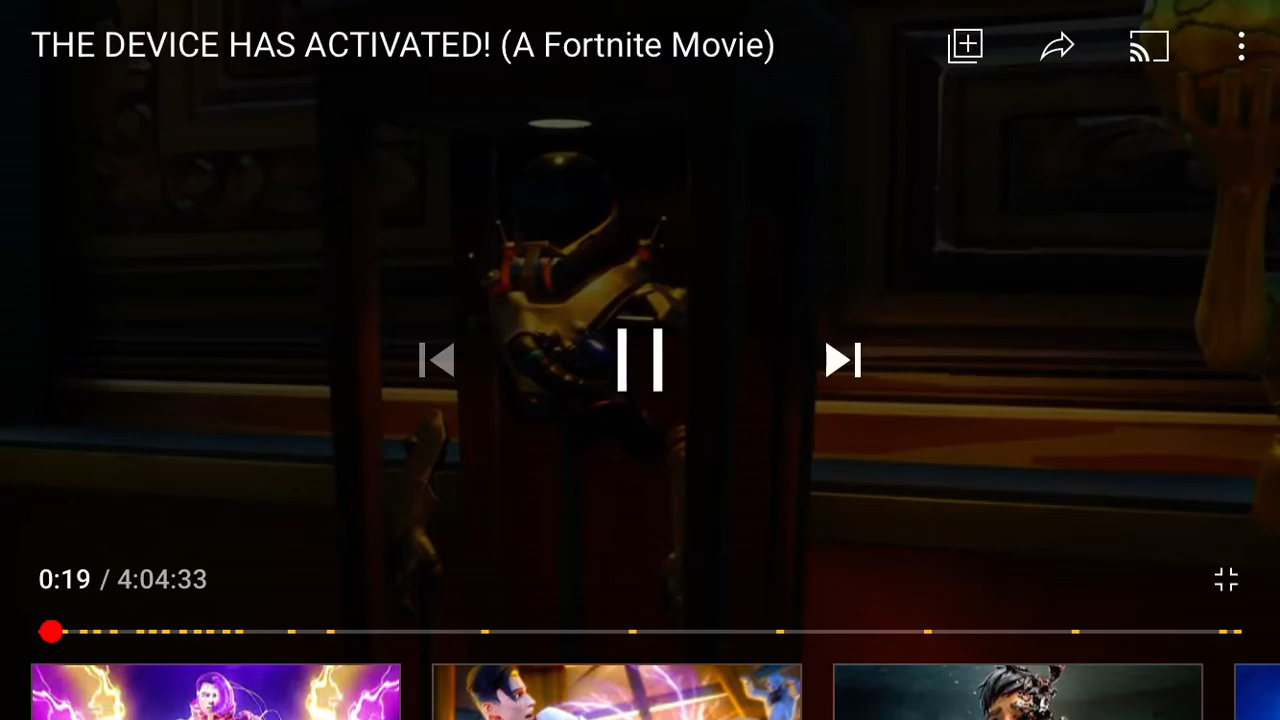 THE DEVICE HAS ACTIVATED! (A Fortnite Movie)
0:19 / 4:04:33